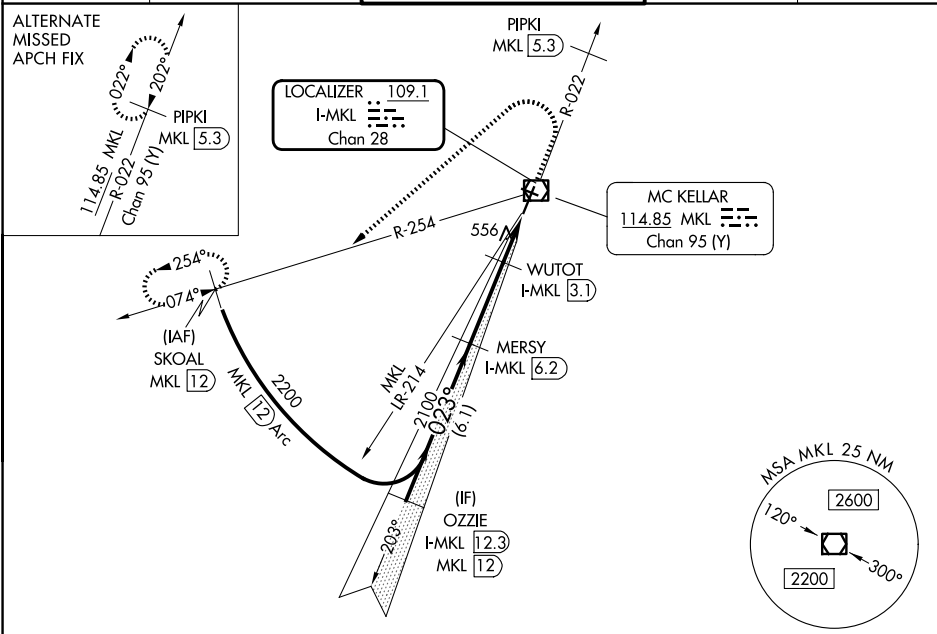 ALTERNATE
MISSED
APCH FIX
022°
202°
PIPKI
MKL 5.3
114.85 MKL
R-022
Chan 95 (Y)
PIPKI
MKL 5.3
R-022
LOCALIZER 109.1
I-MKL
Chan 28
MC KELLAR
114.85 MKL
Chan 95 (Y)
R-254
556
WUTOT
I-MKL 3.1
254°
074°
(IAF)
SKOAL
MKL 12
MERSY
I-MKL 6.2
MKL
LR-214
2200
MKL 12 Arc
2100
023°
(6.1)
(IF)
OZZIE
I-MKL 12.3
MKL 12
203°
MSA MKL 25 NM
2600
120°
2200
300°